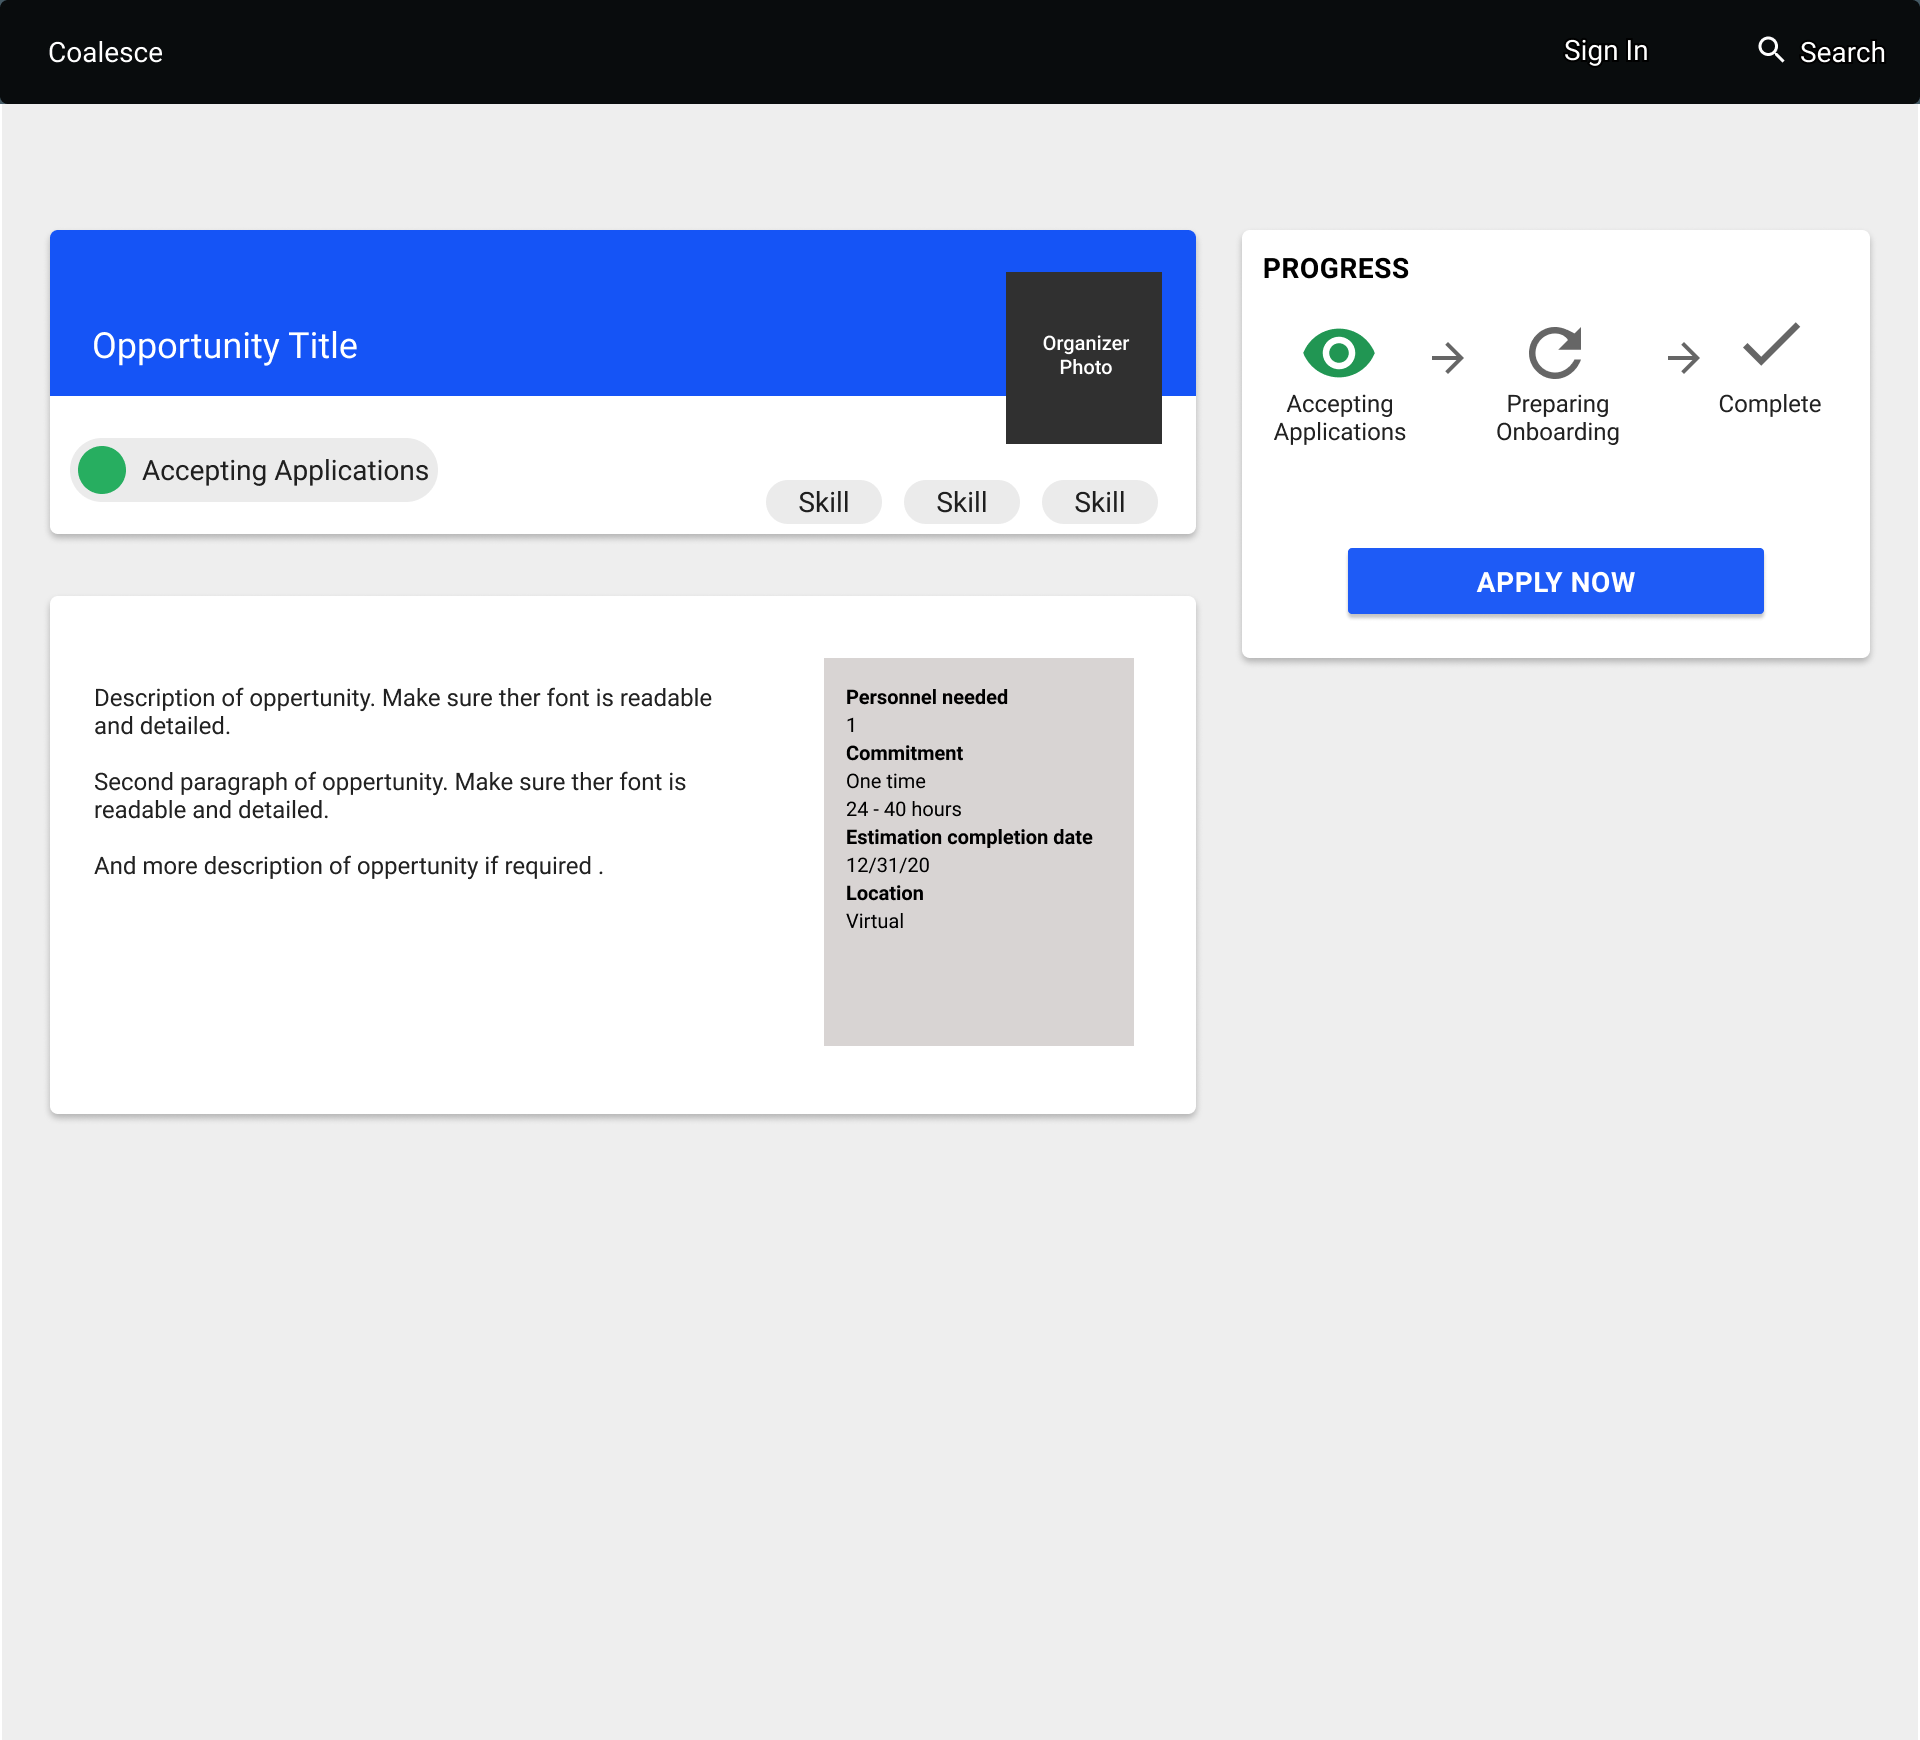 Coalesce
Sign In
Search
Opportunity Title
Organizer
Photo
Accepting Applications
Skill
Skill
Skill
PROGRESS
Accepting
Applications
Preparing
Onboarding
Complete
APPLY NOW
Description of oppertunity. Make sure ther font is readable
and detailed.
Second paragraph of oppertunity. Make sure ther font is
readable and detailed.
And more description of oppertunity if required .
Personnel needed
1
Commitment
One time
24 - 40 hours
Estimation completion date
12/31/20
Location
Virtual